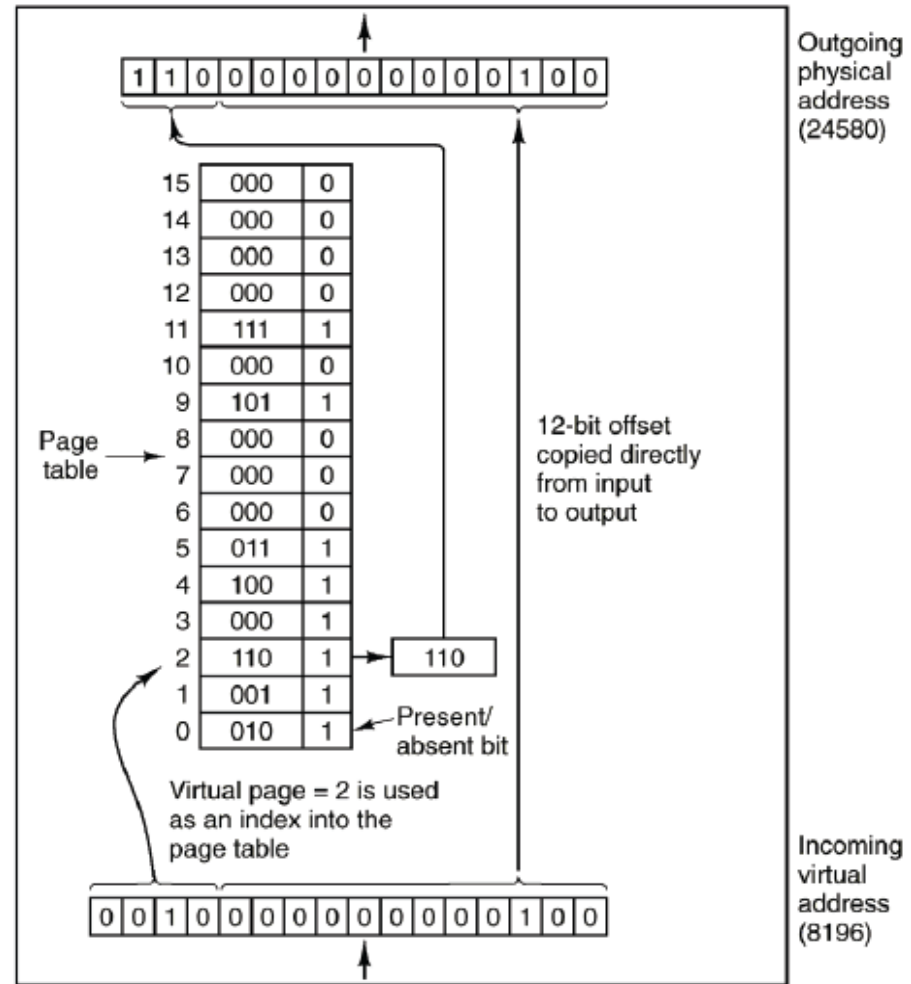 1 1 0 0 0 0 0 0 0 0 0 0 1 0 0
Outgoing
physical
address
(24580)
15 000 0
14 000 0
13 000 0
12 000 0
11 111 1
10 000 0
9 101 1
8 000 0
7 000 0
6 000 0
5 011 1
4 100 1
3 000 1
2 110 1
1 001 1
0 010 1
Page
table
110
Present/
absent bit
12-bit offset
copied directly
from input
to output
Virtual page = 2 is used
as an index into the
page table
0 0 1 0 0 0 0 0 0 0 0 0 0 1 0 0
Incoming
virtual
address
(8196)